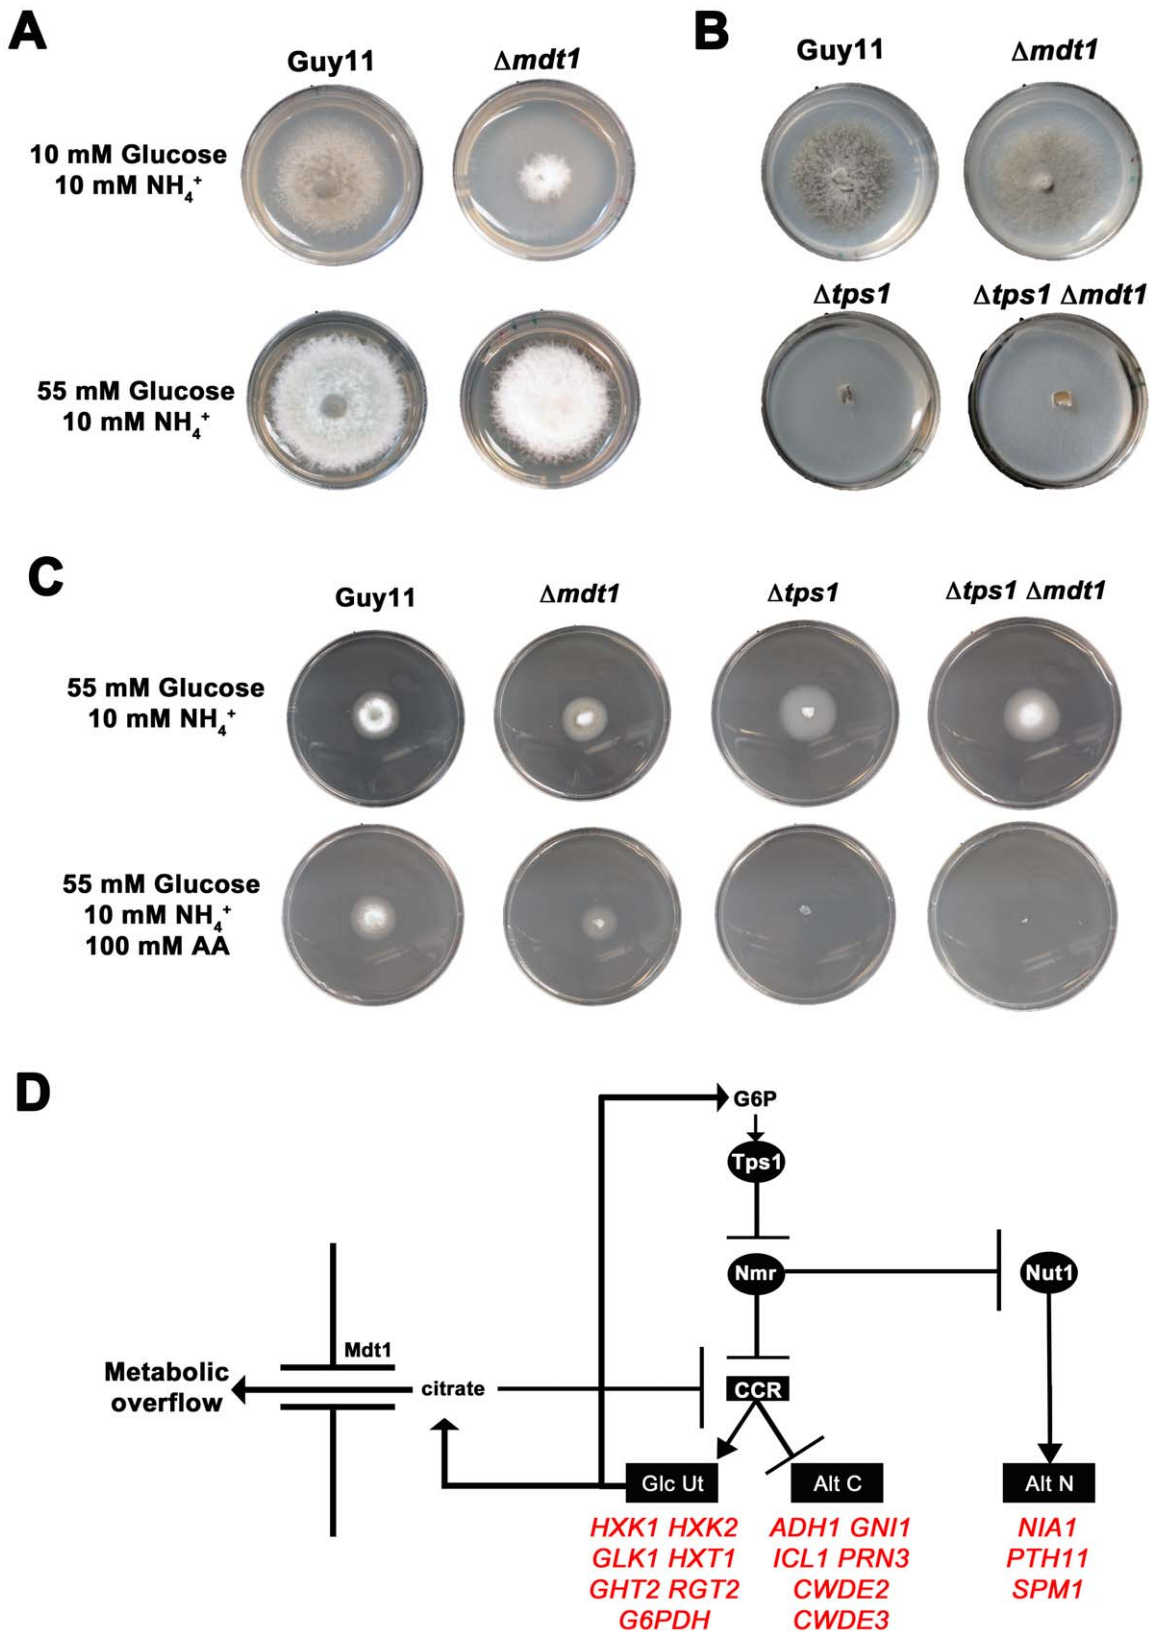 A
Guy11 Δmdt1
10 mM Glucose
10 mM NH₄⁺
55 mM Glucose
10 mM NH₄⁺
B
Guy11 Δmdt1
Δtps1 Δtps1 Δmdt1
C
Guy11 Δmdt1 Δtps1 Δtps1 Δmdt1
55 mM Glucose
10 mM NH₄⁺
55 mM Glucose
10 mM NH₄⁺
100 mM AA
D
G6P
Tps1
Nmr
Nut1
Mdt1
Metabolic
overflow
citrate
CCR
Glc Ut Alt C Alt N
HXK1 HXK2 ADH1 GNI1 NIA1
GLK1 HXT1 ICL1 PRN3 PTH11
GHT2 RGT2 CWDE2 SPM1
G6PDH CWDE3